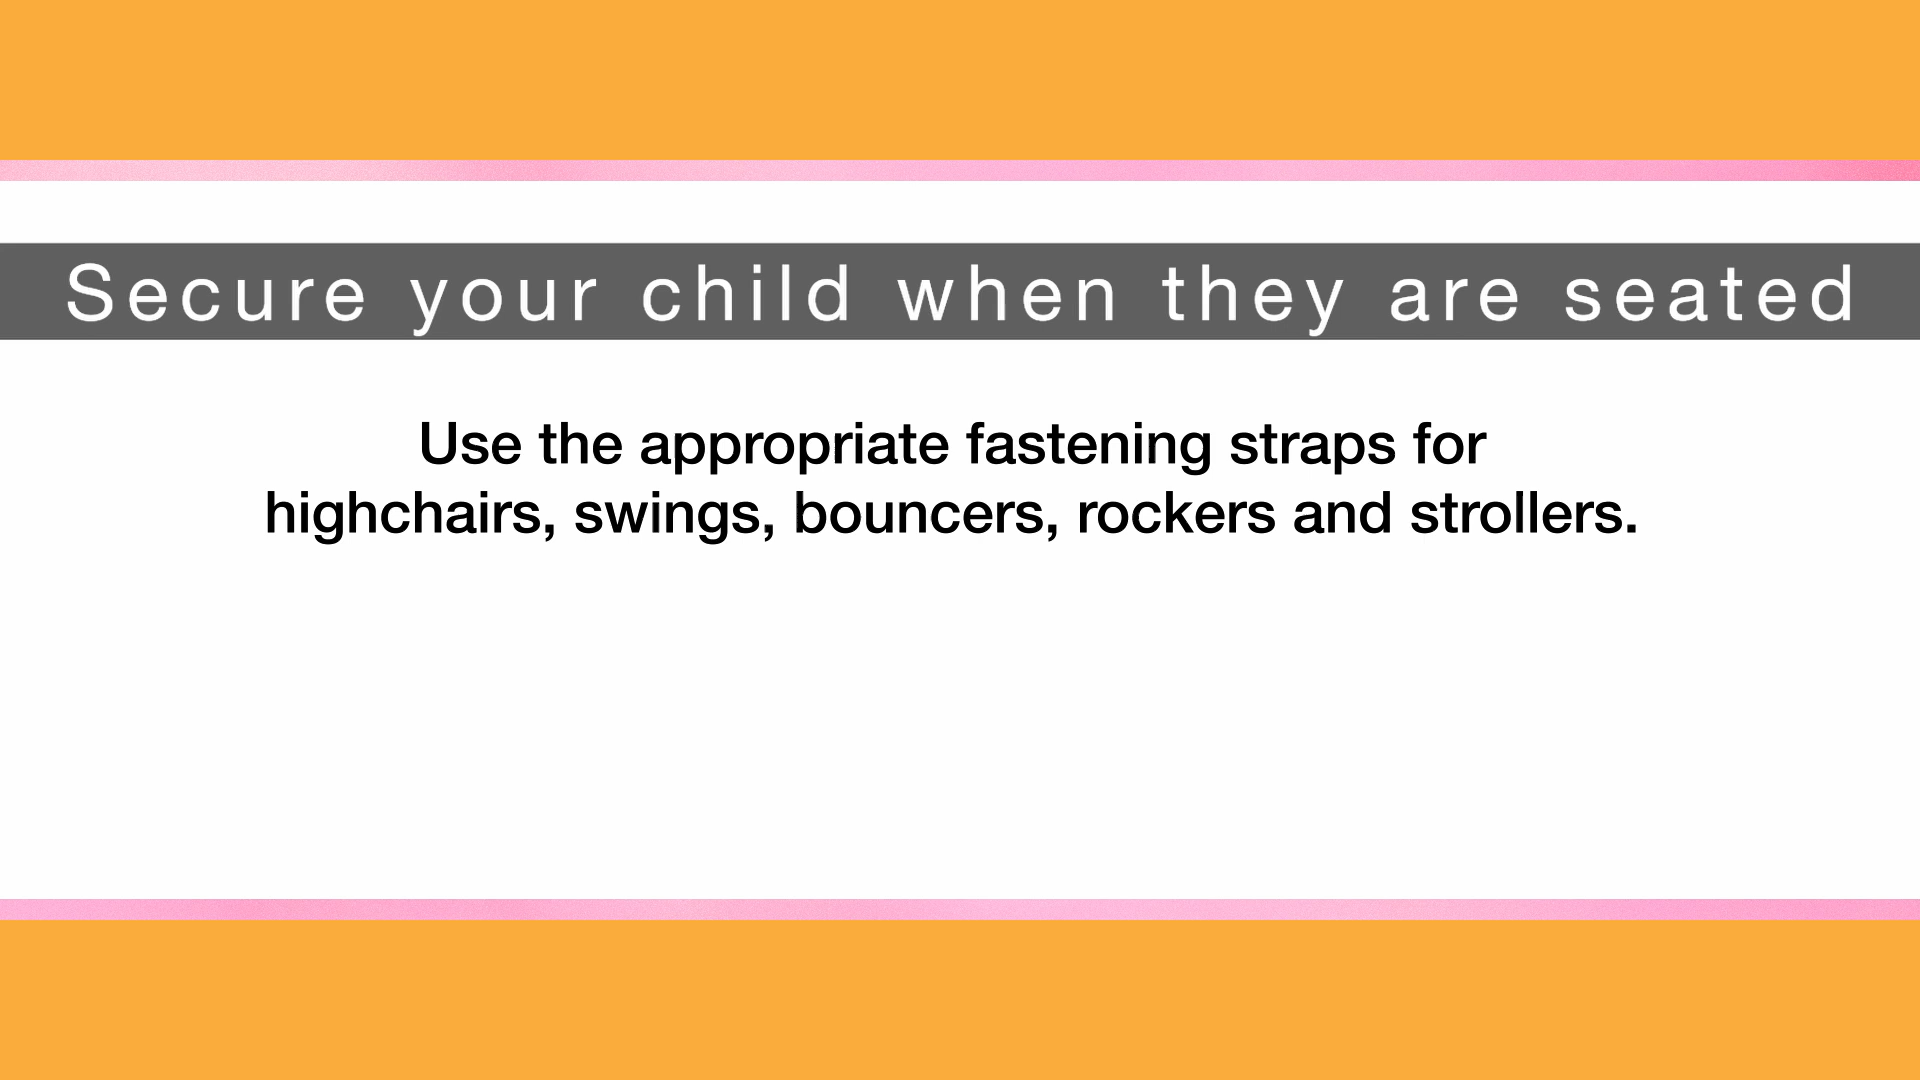 Secure your child when they are seated
Use the appropriate fastening straps for
highchairs, swings, bouncers, rockers and strollers.